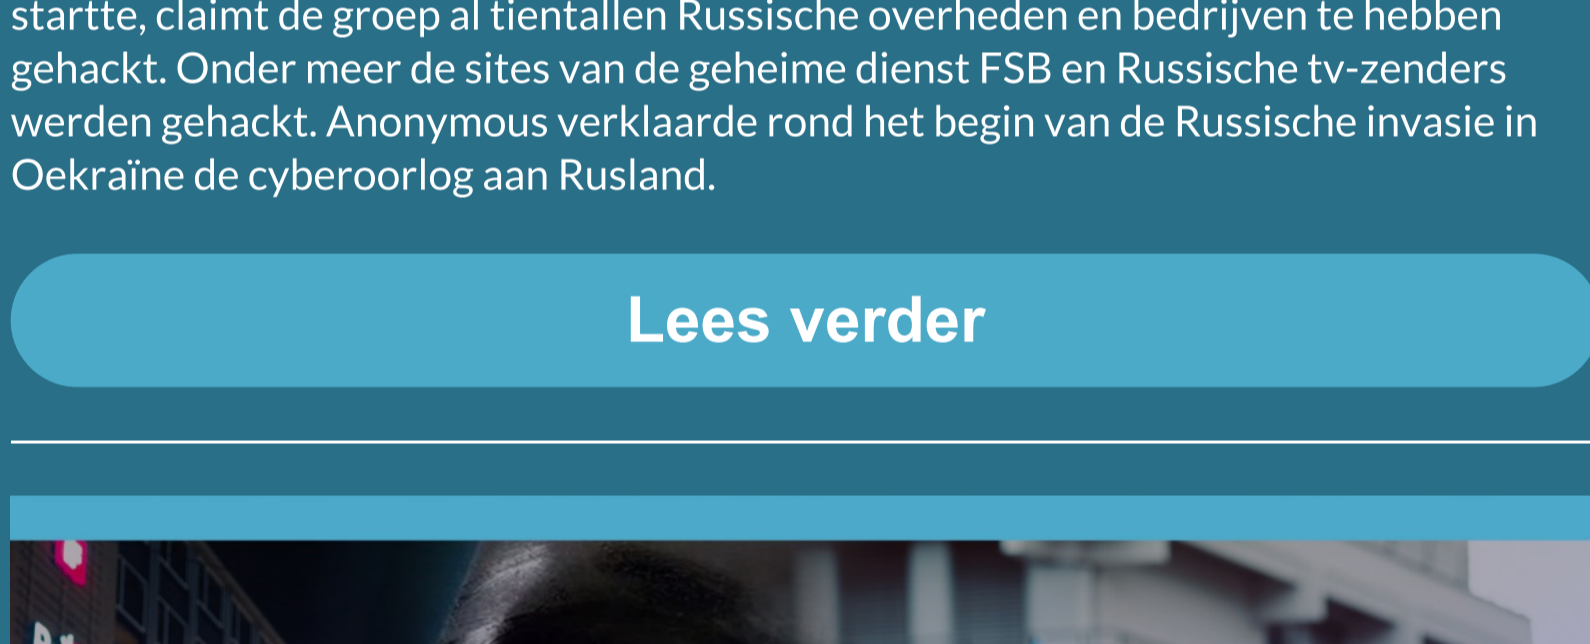 startte, claimt de groep al tientallen Russische overheden en bedrijven te hebben
gehackt. Onder meer de sites van de geheime dienst FSB en Russische tv-zenders
werden gehackt. Anonymous verklaarde rond het begin van de Russische invasie in
Oekraïne de cyberoorlog aan Rusland.
Lees verder